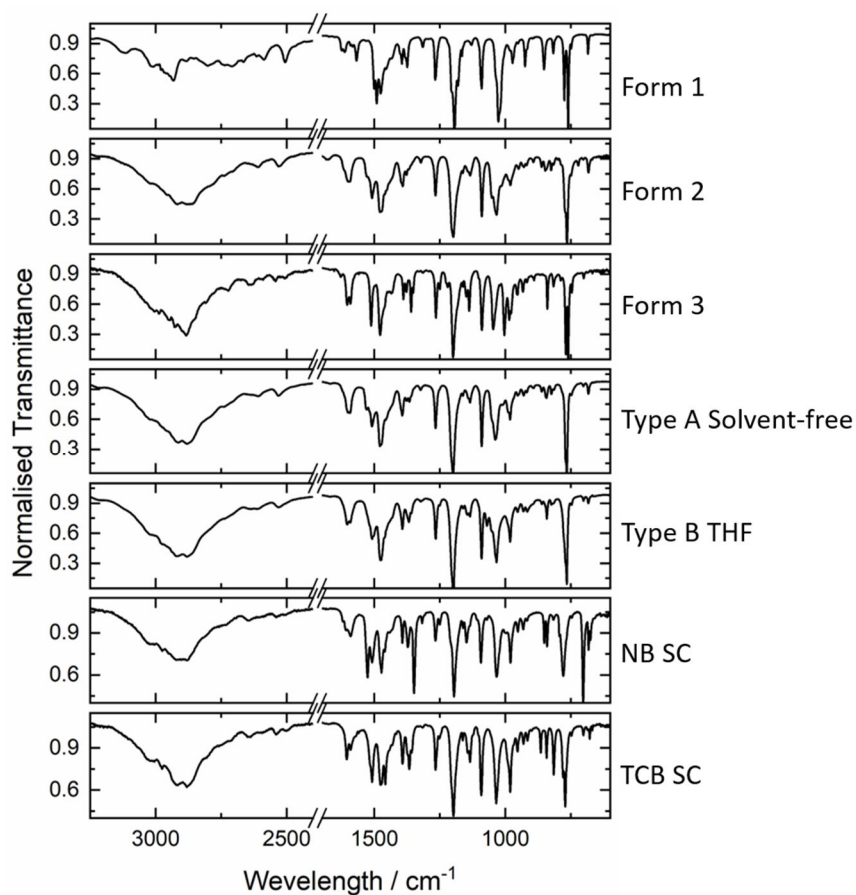 0.9
0.6
0.3
Form 1
0.9
0.6
0.3
Form 2
0.9
0.6
0.3
Form 3
0.9
0.6
0.3
Type A Solvent-free
0.9
0.6
0.3
Type B THF
0.9
0.6
NB SC
0.9
0.6
TCB SC
Normalised Transmittance
3000 2500 1500 1000
Wevelength / cm-1